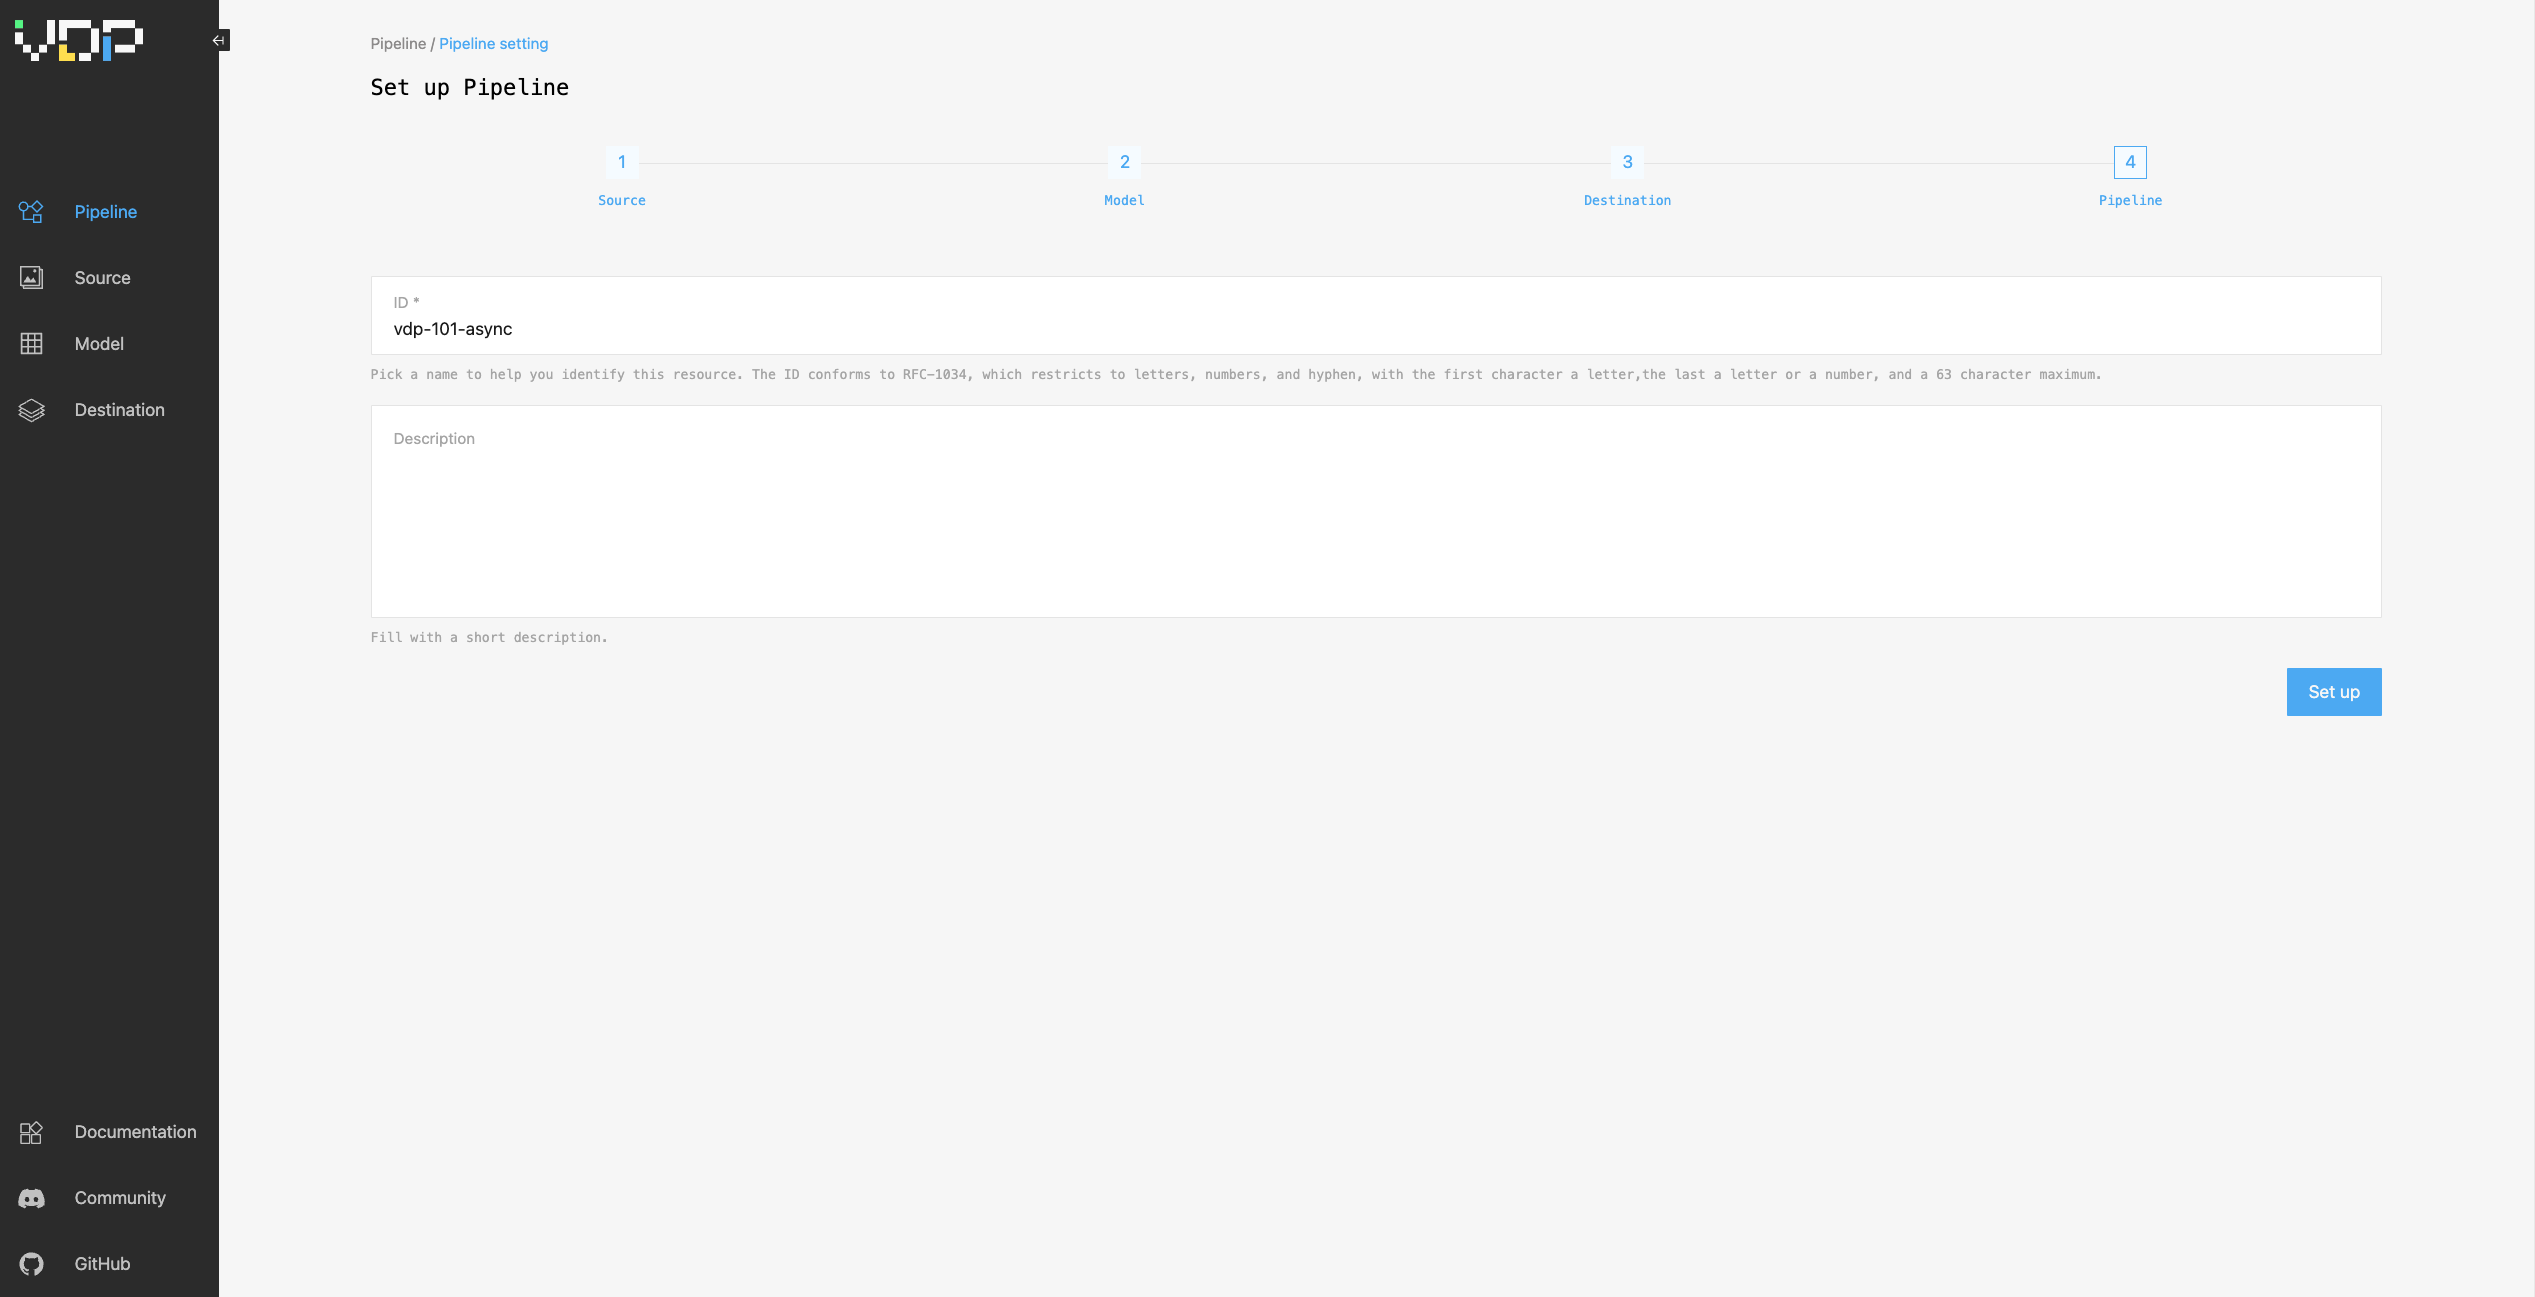 VDP
Pipeline
Source
Model
Destination
Documentation
Community
GitHub
Pipeline / Pipeline setting
Set up Pipeline
1 2 3 4
Source Model Destination Pipeline
ID *
vdp-101-async
Pick a name to help you identify this resource. The ID conforms to RFC-1034, which restricts to letters, numbers, and hyphen, with the first character a letter,the last a letter or a number, and a 63 character maximum.
Description
Fill with a short description.
Set up